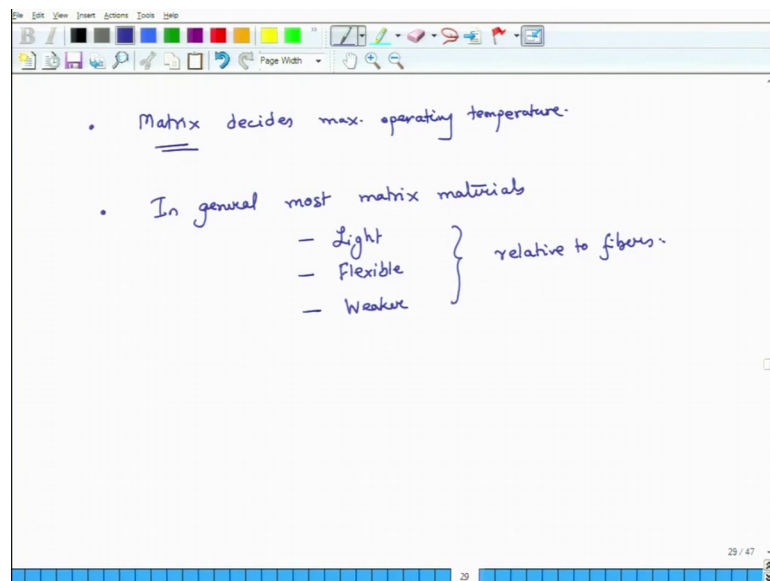 File Edit View Insert Actions Tools Help
B I
Page Width
• Matrix decides max. operating temperature.
• In general most matrix materials
— Light
— Flexible
— Weaker
relative to fibers.
29 / 47
29